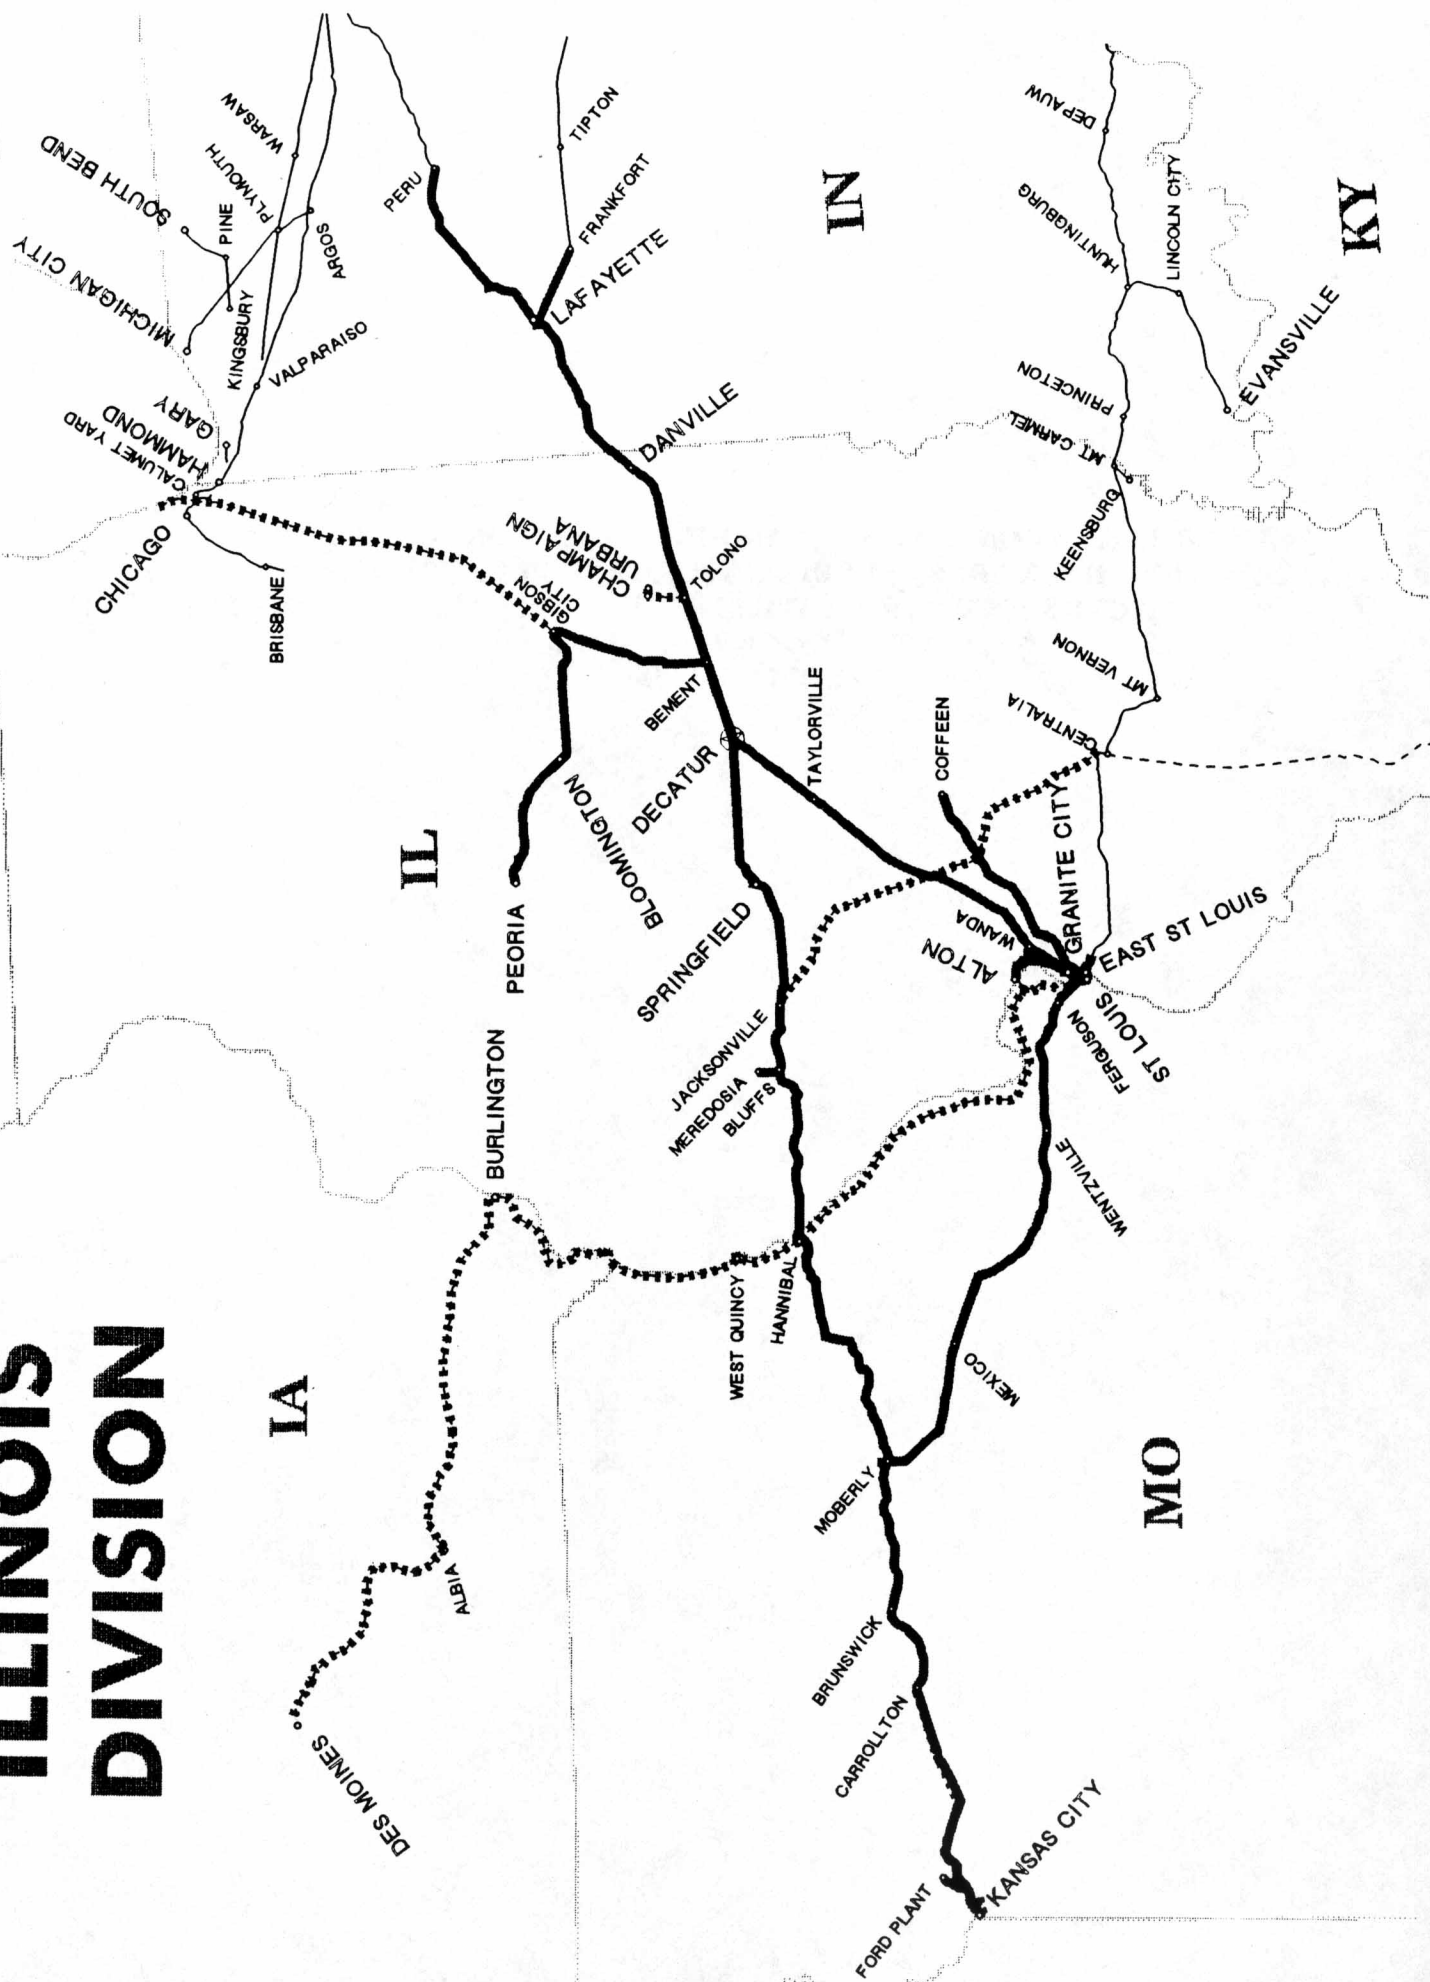 ILLINOIS
DIVISION
IA
IL
IN
MO
KY
DES MOINES
ALBIA
BURLINGTON
WEST QUINCY
HANNIBAL
PEORIA
BLOOMINGTON
GIBSON
CITY
CHAMPAIGN
URBANA
TOLONO
BEMENT
DECATUR
TAYLORVILLE
SPRINGFIELD
JACKSONVILLE
MEREDOSIA
BLUFFS
CHICAGO
BRISBANE
CALUMET YARD
HAMMOND
GARY
MICHIGAN CITY
SOUTH BEND
PINE
KINGSBURY
VALPARAISO
PLYMOUTH
WARSAW
ARGOS
PERU
TIPTON
FRANKFORT
LAFAYETTE
DANVILLE
COFFEEN
WANDA
ALTON
GRANITE CITY
EAST ST LOUIS
ST LOUIS
FERGUSON
WENTZVILLE
MEXICO
MOBERLY
BRUNSWICK
CARROLLTON
FORD PLANT
KANSAS CITY
CENTRALIA
MT VERNON
KEENSBURG
MT. CARMEL
PRINCETON
HUNTINGBURG
DEPAUW
LINCOLN CITY
EVANSVILLE